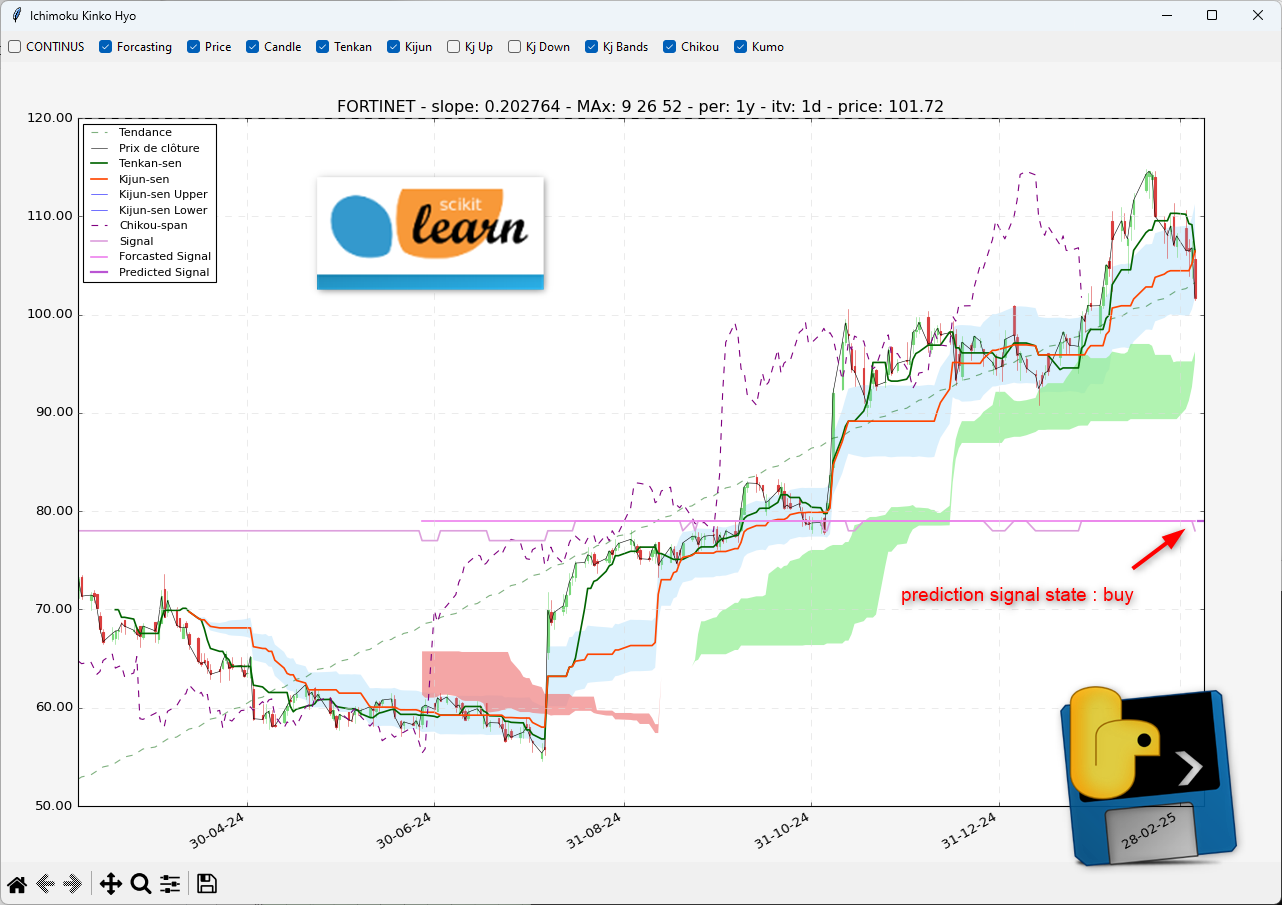 Ichimoku Kinko Hyo
CONTINUS Forcasting Price Candle Tenkan Kijun Kj Up Kj Down Kj Bands Chikou Kumo
FORTINET - slope: 0.202764 - MAx: 9 26 52 - per: 1y - itv: 1d - price: 101.72
120.00
Tendance
Prix de clôture
Tenkan-sen
Kijun-sen
Kijun-sen Upper
Kijun-sen Lower
Chikou-span
Signal
Forcasted Signal
Predicted Signal
scikit
learn
110.00
100.00
90.00
80.00
prediction signal state : buy
70.00
60.00
50.00
30-04-24
30-06-24
31-08-24
31-10-24
31-12-24
28-02-25